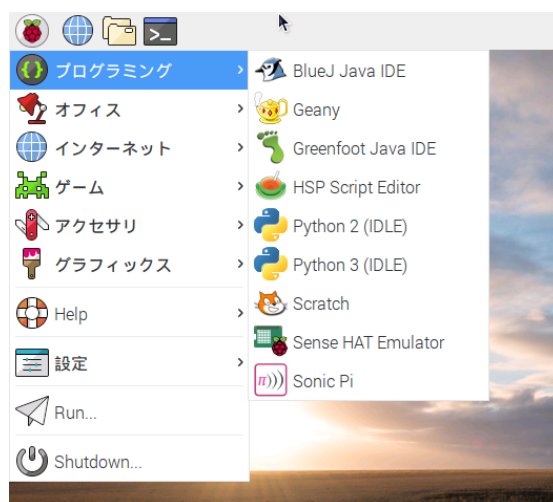 プログラミング
オフィス
インターネット
ゲーム
アクセサリ
グラフィックス
Help
設定
Run...
Shutdown...
BlueJ Java IDE
Geany
Greenfoot Java IDE
HSP Script Editor
Python 2 (IDLE)
Python 3 (IDLE)
Scratch
Sense HAT Emulator
Sonic Pi